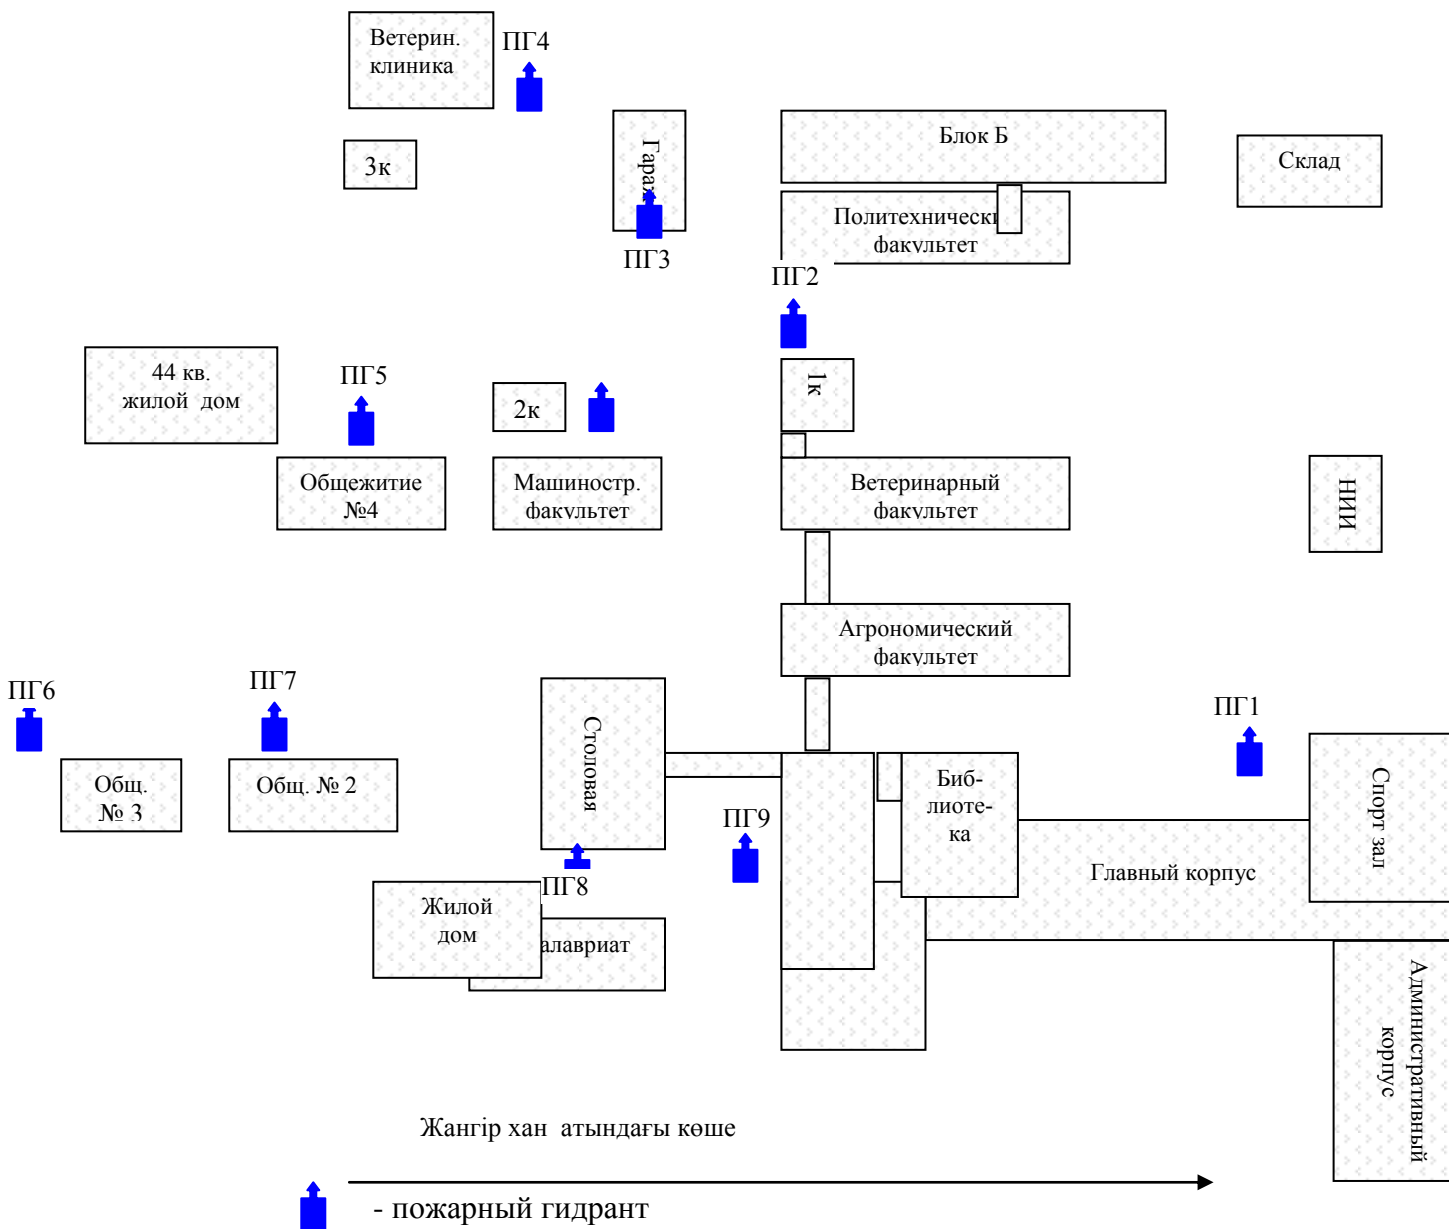 Ветерин.
клиника
ПГ4
3к
Гараж
ПГ3
Блок Б
Склад
Политехнически
факультет
ПГ2
44 кв.
жилой дом
ПГ5
2к
1к
Общежитие
№4
Машиностр.
факультет
Ветеринарный
факультет
НИИ
Агрономический
факультет
ПГ6
ПГ7
ПГ1
Общ.
№ 3
Общ. № 2
Столовая
ПГ9
Биб-
лиоте-
ка
Спорт зал
Главный корпус
ПГ8
Жилой
дом
алавриат
Административный
корпус
Жангір хан атындағы көше
- пожарный гидрант